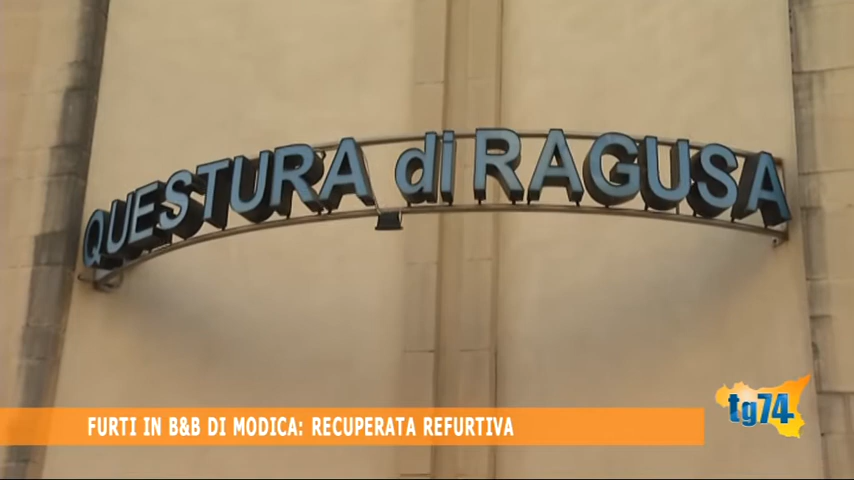 QUESTURA di RAGUSA
FURTI IN B&B DI MODICA: RECUPERATA REFURTIVA
tg74